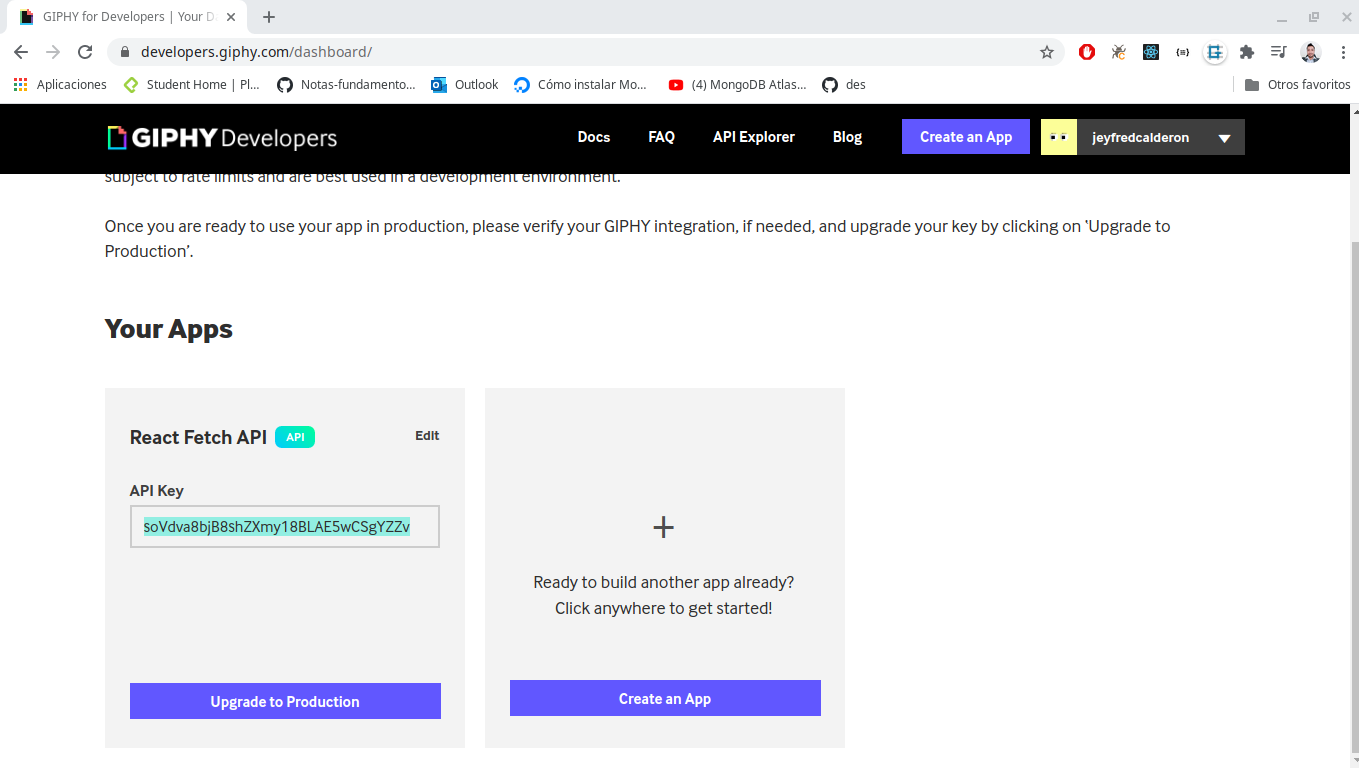 GIPHY for Developers | Your D
developers.giphy.com/dashboard/
Aplicaciones
Student Home | Pl...
Notas-fundamento...
Outlook
Cómo instalar Mo...
(4) MongoDB Atlas...
des
Otros favoritos
GIPHY Developers
Docs
FAQ
API Explorer
Blog
Create an App
jeyfredcalderon
subject to rate limits and are best used in a development environment.
Once you are ready to use your app in production, please verify your GIPHY integration, if needed, and upgrade your key by clicking on ‘Upgrade to
Production’.
Your Apps
React Fetch API
API
Edit
API Key
soVdva8bjB8shZXmy18BLAE5wCSgYZZv
Upgrade to Production
+
Ready to build another app already?
Click anywhere to get started!
Create an App